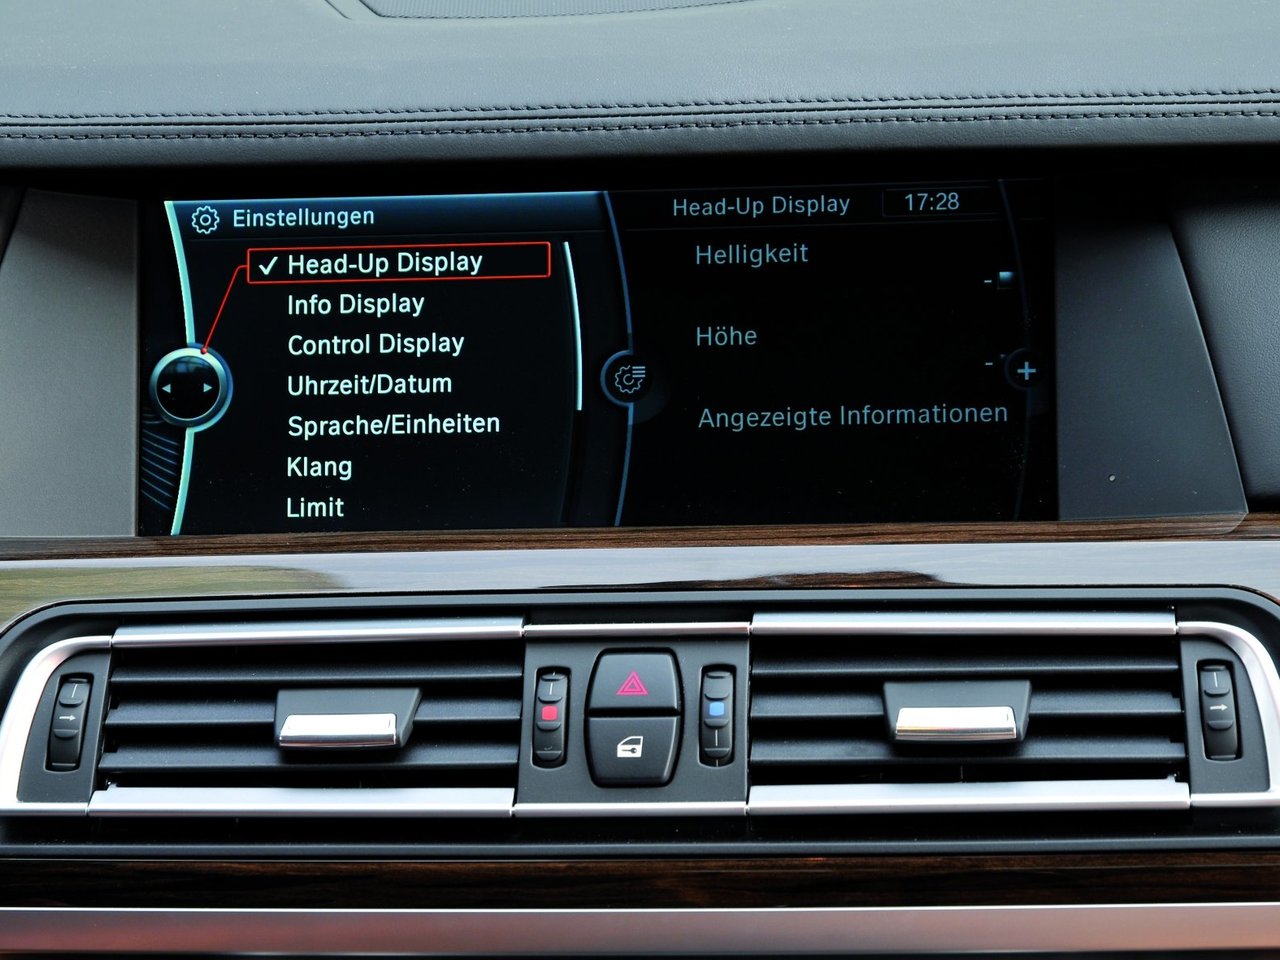 Einstellungen
Head-Up Display
Info Display
Control Display
Uhrzeit/Datum
Sprache/Einheiten
Klang
Limit
Head-Up Display
17:28
Helligkeit
-
Höhe
- +
Angezeigte Informationen